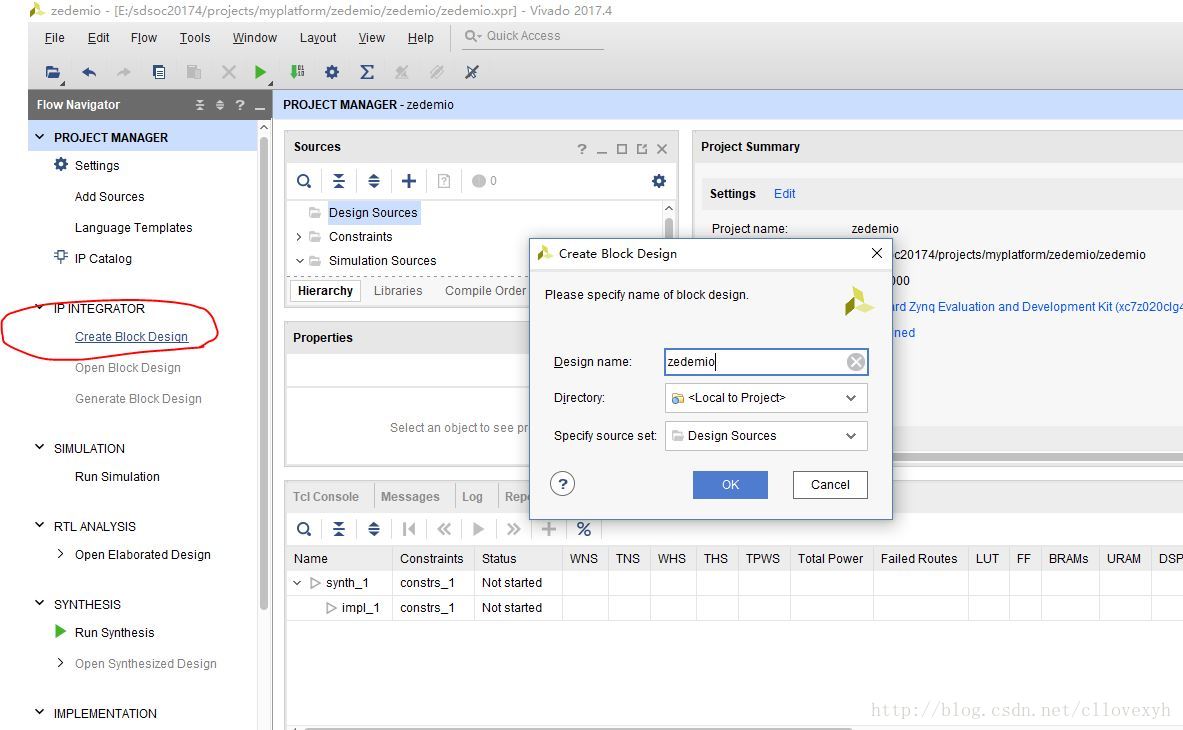 zedemio - [E:/sdsoc20174/projects/myplatform/zedemio/zedemio/zedemio.xpr] - Vivado 2017.4
File Edit Flow Tools Window Layout View Help Quick Access
Flow Navigator
PROJECT MANAGER
Settings
Add Sources
Language Templates
IP Catalog
IP INTEGRATOR
Create Block Design
Open Block Design
Generate Block Design
SIMULATION
Run Simulation
RTL ANALYSIS
Open Elaborated Design
SYNTHESIS
Run Synthesis
Open Synthesized Design
IMPLEMENTATION
PROJECT MANAGER - zedemio
Sources
0
Design Sources
Constraints
Simulation Sources
Hierarchy Libraries Compile Order
Properties
Select an object to see pr
Project Summary
Settings Edit
Project name: zedemio
oc20174/projects/myplatform/zedemio/zedemio
000
rd Zynq Evaluation and Development Kit (xc7z020clg4
ned
Create Block Design
Please specify name of block design.
Design name: zedemio
Directory: <Local to Project>
Specify source set: Design Sources
? OK Cancel
Tcl Console Messages Log Repo
Name Constraints Status WNS TNS WHS THS TPWS Total Power Failed Routes LUT FF BRAMs URAM DSP
synth_1 constrs_1 Not started
impl_1 constrs_1 Not started
http://blog.csdn.net/cllovexyh